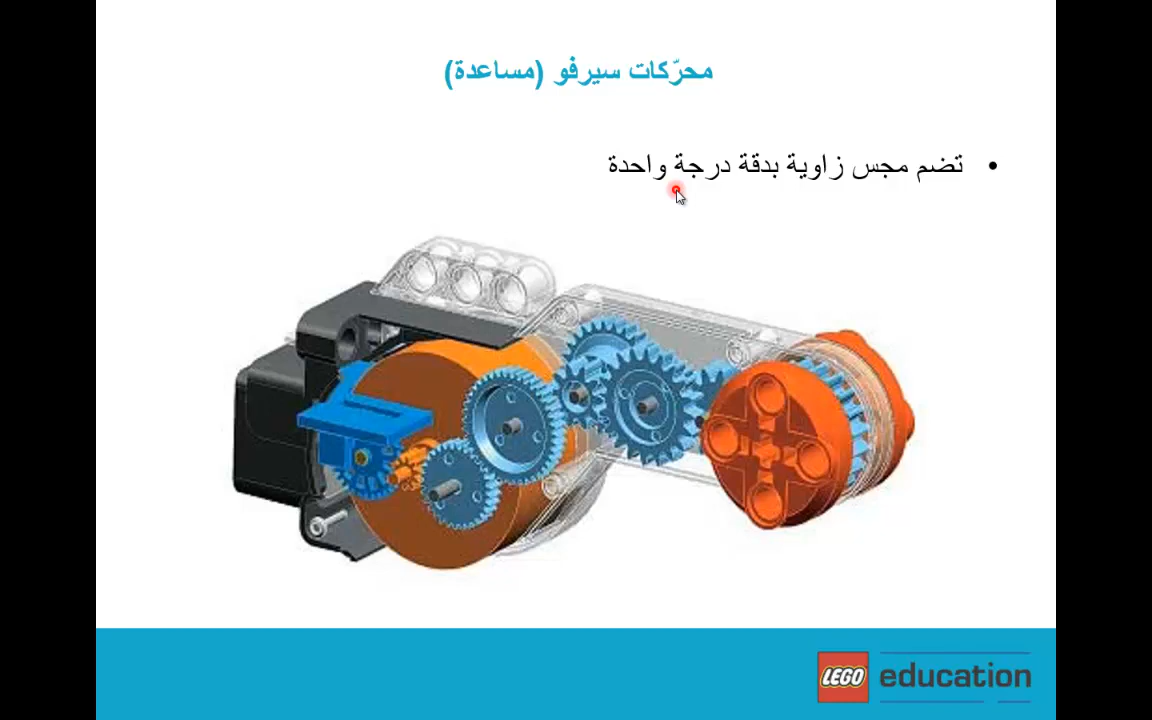 محرّكات سيرفو (مساعدة)
• تضم مجس زاوية بدقة درجة واحدة
LEGO education